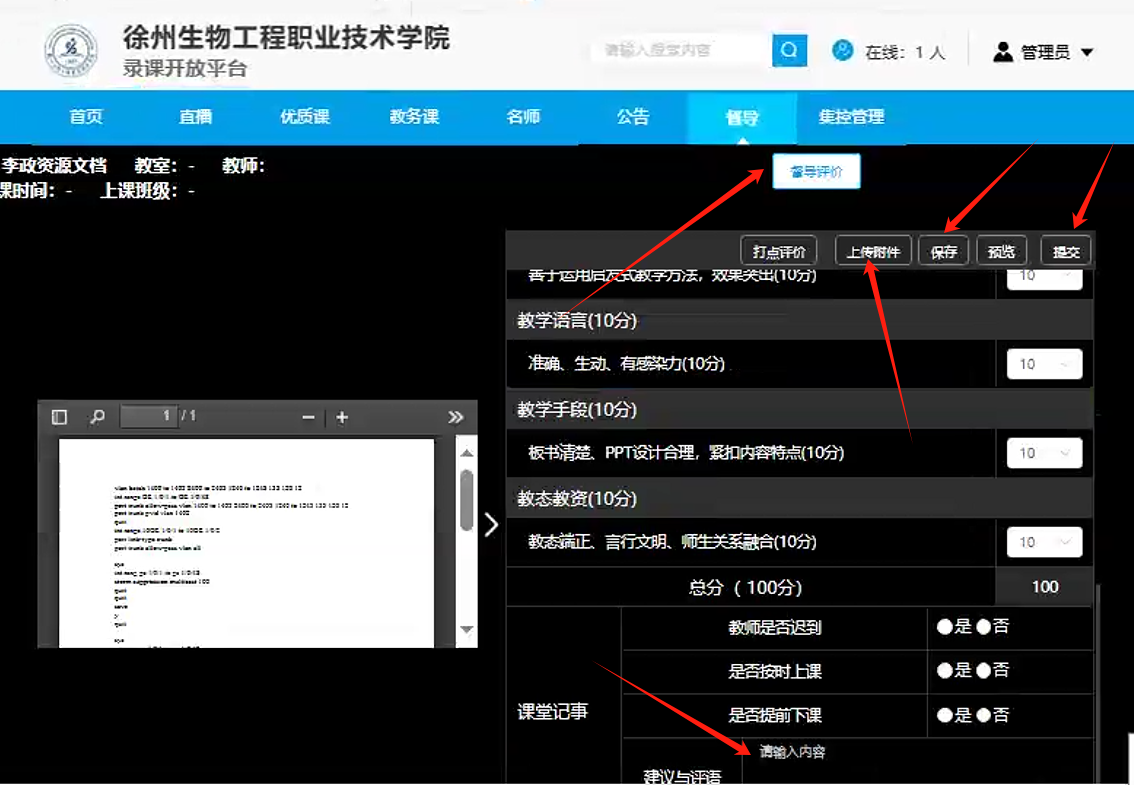 徐州生物工程职业技术学院
录课开放平台
在线：1 人
管理员
首页 直播 优质课 教务课 名师 公告 督导 集控管理
李政资源文档 教室：- 教师：
课时间：- 上课班级：-
督导评价
打点评价 上传附件 保存 预览 提交
善于运用启发式教学方法，效果突出(10分) 10
教学语言(10分)
准确、生动、有感染力(10分) 10
教学手段(10分)
板书清楚、PPT设计合理，紧扣内容特点(10分) 10
教态教资(10分)
教态端正、言行文明、师生关系融合(10分) 10
总分 （ 100分） 100
教师是否迟到 是 否
是否按时上课 是 否
课堂记事
是否提前下课 是 否
请输入内容
建议与评语
1 / 1